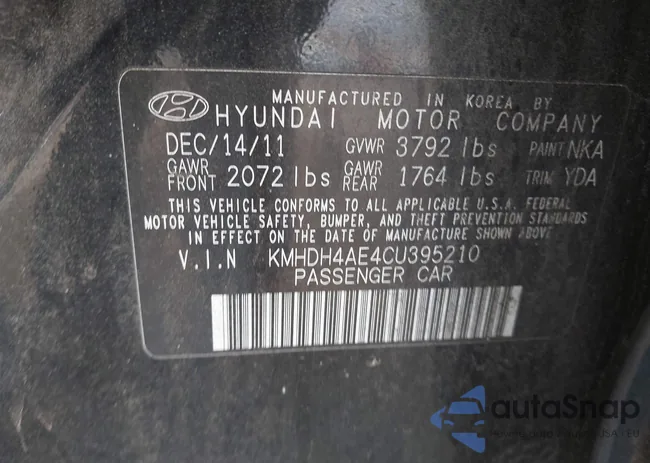 MANUFACTURED IN KOREA BY
HYUNDAI MOTOR COMPANY
DEC/14/11 GVWR 3792 lbs PAINT NKA
GAWR FRONT 2072 lbs GAWR REAR 1764 lbs TRIM YDA
THIS VEHICLE CONFORMS TO ALL APPLICABLE U.S.A. FEDERAL
MOTOR VEHICLE SAFETY, BUMPER, AND THEFT PREVENTION STANDARDS
IN EFFECT ON THE DATE OF MANUFACTURE SHOWN ABOVE
V.I.N KMHDH4AE4CU395210
PASSENGER CAR
autoSnap